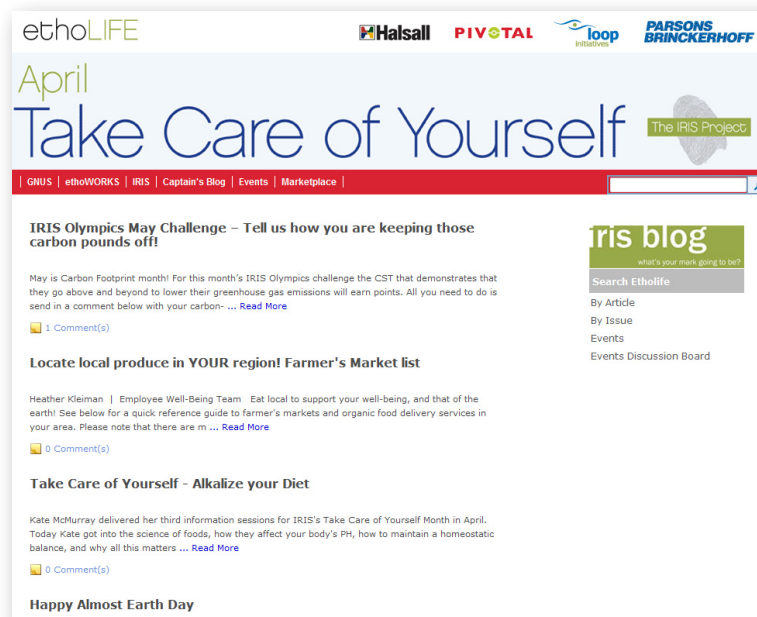 ethoLIFE
Halsall
PIVOTAL
loop
initiatives
PARSONS
BRINCKERHOFF
April
Take Care of Yourself
The IRIS Project
| GNUS | ethoWORKS | IRIS | Captain's Blog | Events | Marketplace |
IRIS Olympics May Challenge – Tell us how you are keeping those
carbon pounds off!
May is Carbon Footprint month! For this month's IRIS Olympics challenge the CST that demonstrates that
they go above and beyond to lower their greenhouse gas emissions will earn points. All you need to do is
send in a comment below with your carbon- ... Read More
1 Comment(s)
Locate local produce in YOUR region! Farmer's Market list
Heather Kleiman | Employee Well-Being Team Eat local to support your well-being, and that of the
earth! See below for a quick reference guide to farmer's markets and organic food delivery services in
your area. Please note that there are m ... Read More
0 Comment(s)
Take Care of Yourself - Alkalize your Diet
Kate McMurray delivered her third information sessions for IRIS's Take Care of Yourself Month in April.
Today Kate got into the science of foods, how they affect your body's PH, how to maintain a homeostatic
balance, and why all this matters ... Read More
0 Comment(s)
Happy Almost Earth Day
iris blog
what's your mark going to be?
Search Etholife
By Article
By Issue
Events
Events Discussion Board